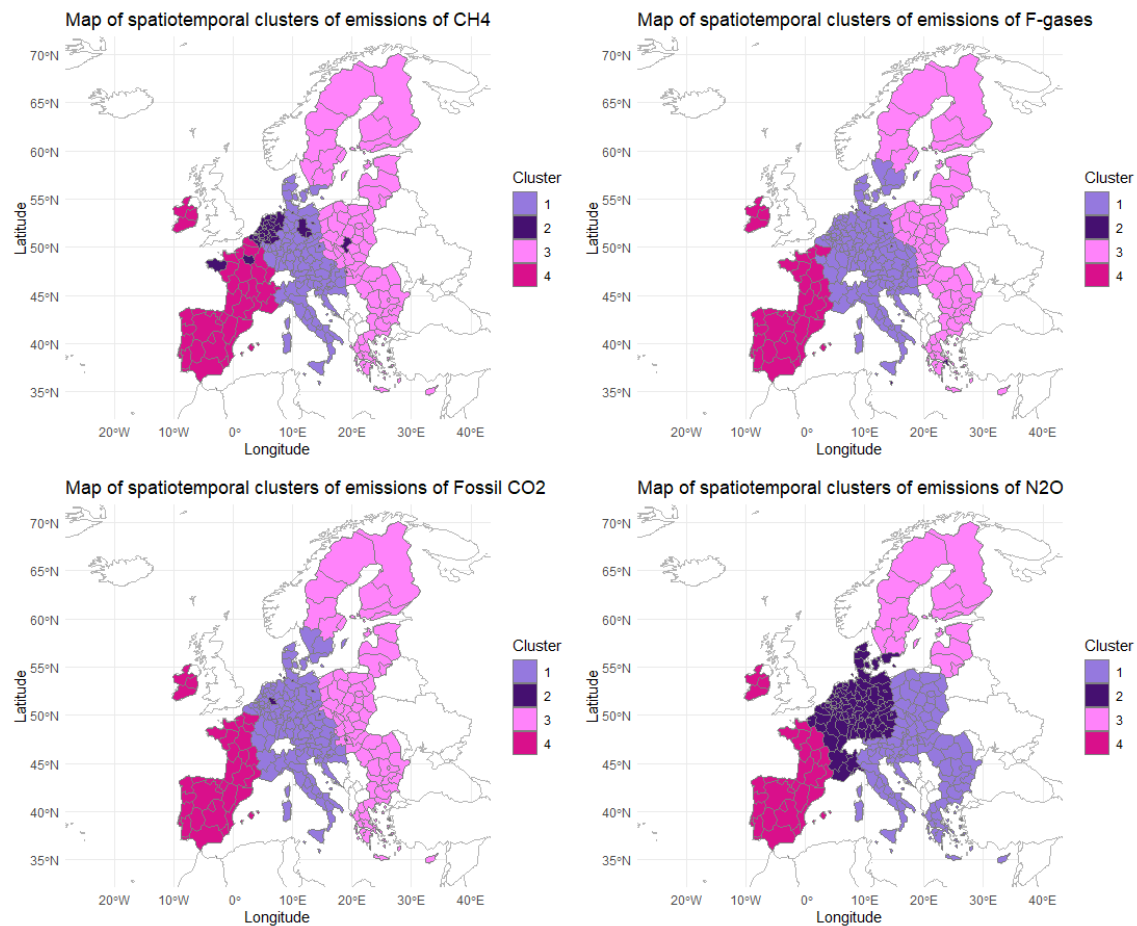 Map of spatiotemporal clusters of emissions of CH4
70°N
65°N
60°N
55°N
50°N
45°N
40°N
35°N
Latitude
20°W 10°W 0° 10°E 20°E 30°E 40°E
Longitude
Cluster
1
2
3
4
Map of spatiotemporal clusters of emissions of F-gases
70°N
65°N
60°N
55°N
50°N
45°N
40°N
35°N
Latitude
20°W 10°W 0° 10°E 20°E 30°E 40°E
Longitude
Cluster
1
2
3
4
Map of spatiotemporal clusters of emissions of Fossil CO2
70°N
65°N
60°N
55°N
50°N
45°N
40°N
35°N
Latitude
20°W 10°W 0° 10°E 20°E 30°E 40°E
Longitude
Cluster
1
2
3
4
Map of spatiotemporal clusters of emissions of N2O
70°N
65°N
60°N
55°N
50°N
45°N
40°N
35°N
Latitude
20°W 10°W 0° 10°E 20°E 30°E 40°E
Longitude
Cluster
1
2
3
4